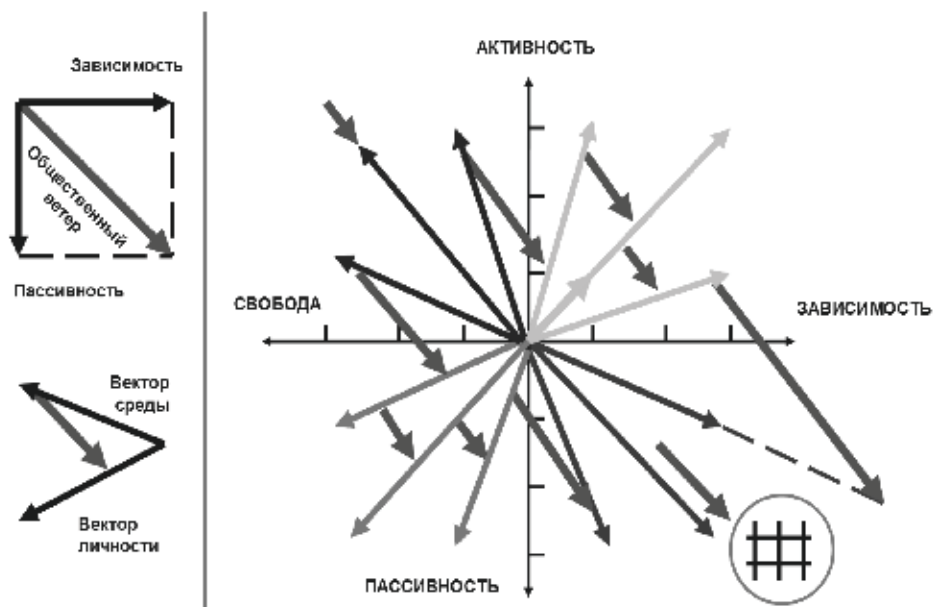 Зависимость
Общественный
ветер
Пассивность
Вектор
среды
Вектор
личности
АКТИВНОСТЬ
СВОБОДА
ЗАВИСИМОСТЬ
ПАССИВНОСТЬ